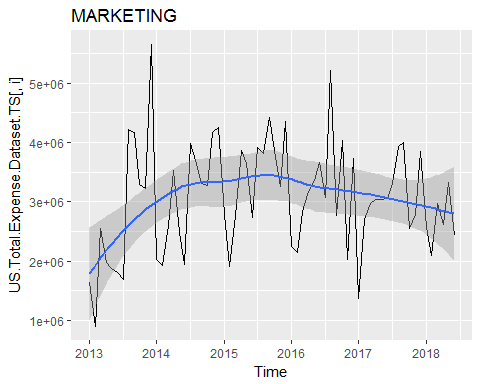 MARKETING
US.Total.Expense.Dataset.TS[, i]
5e+06
4e+06
3e+06
2e+06
1e+06
2013 2014 2015 2016 2017 2018
Time